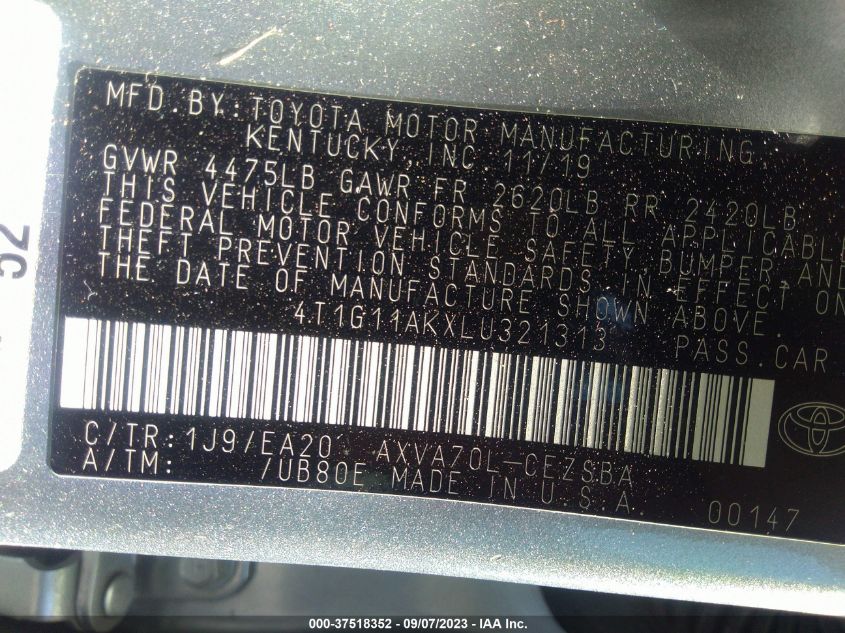 52
MFD.BY:TOYOTA MOTOR MANUFACTURING
KENTUCKY,INC 11/19
GVWR 4475LB GAWR FR 2620LB RR 2420LB
THIS VEHICLE CONFORMS TO ALL APPLICABLE
FEDERAL MOTOR VEHICLE SAFETY,BUMPER,AND
THEFT PREVENTION STANDARDS IN EFFECT ON
THE DATE OF MANUFACTURE SHOWN ABOVE.
4T1G11AKXLU321313 PASS.CAR
C/TR:1J9/EA20 AXVA70L-CEZSBA
A/TM: /UB80E MADE IN U.S.A.
00147
000-37518352 - 09/07/2023 - IAA Inc.